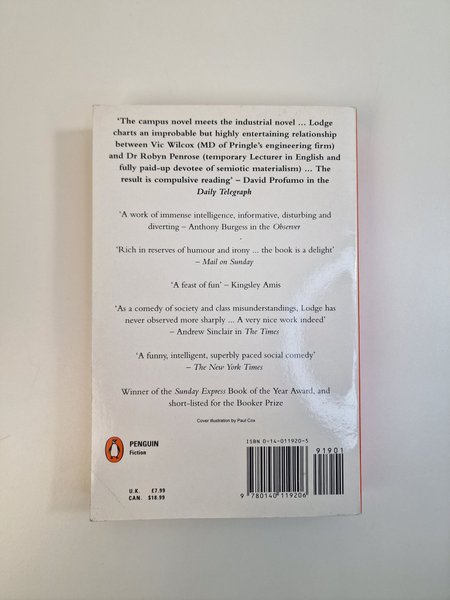 ‘The campus novel meets the industrial novel ... Lodge
charts an improbable but highly entertaining relationship
between Vic Wilcox (MD of Pringle’s engineering firm)
and Dr Robyn Penrose (temporary Lecturer in English and
fully paid-up devotee of semiotic materialism) ... The
result is compulsive reading’ – David Profumo in the
Daily Telegraph
‘A work of immense intelligence, informative, disturbing and
diverting – Anthony Burgess in the Observer
‘Rich in reserves of humour and irony ... the book is a delight’
– Mail on Sunday
‘A feast of fun’ – Kingsley Amis
‘As a comedy of society and class misunderstandings, Lodge has
never observed more sharply ... A very nice work indeed’
– Andrew Sinclair in The Times
‘A funny, intelligent, superbly paced social comedy’
– The New York Times
Winner of the Sunday Express Book of the Year Award, and
short-listed for the Booker Prize
Cover illustration by Paul Cox
PENGUIN
Fiction
U.K. £7.99
CAN. $18.99
ISBN 0-14-011920-5
91901
9 780140 119206